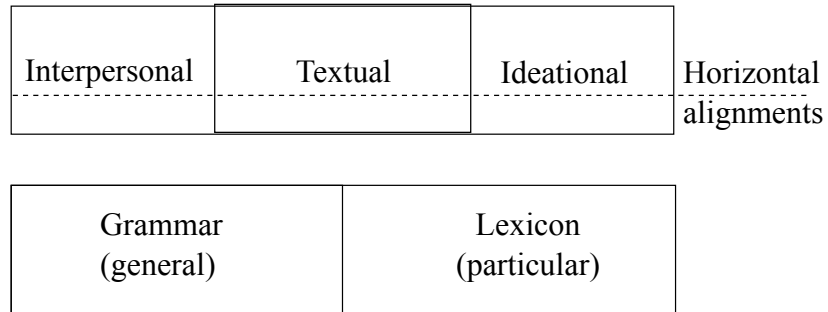 Interpersonal Textual Ideational Horizontal
alignments
Grammar Lexicon
(general) (particular)